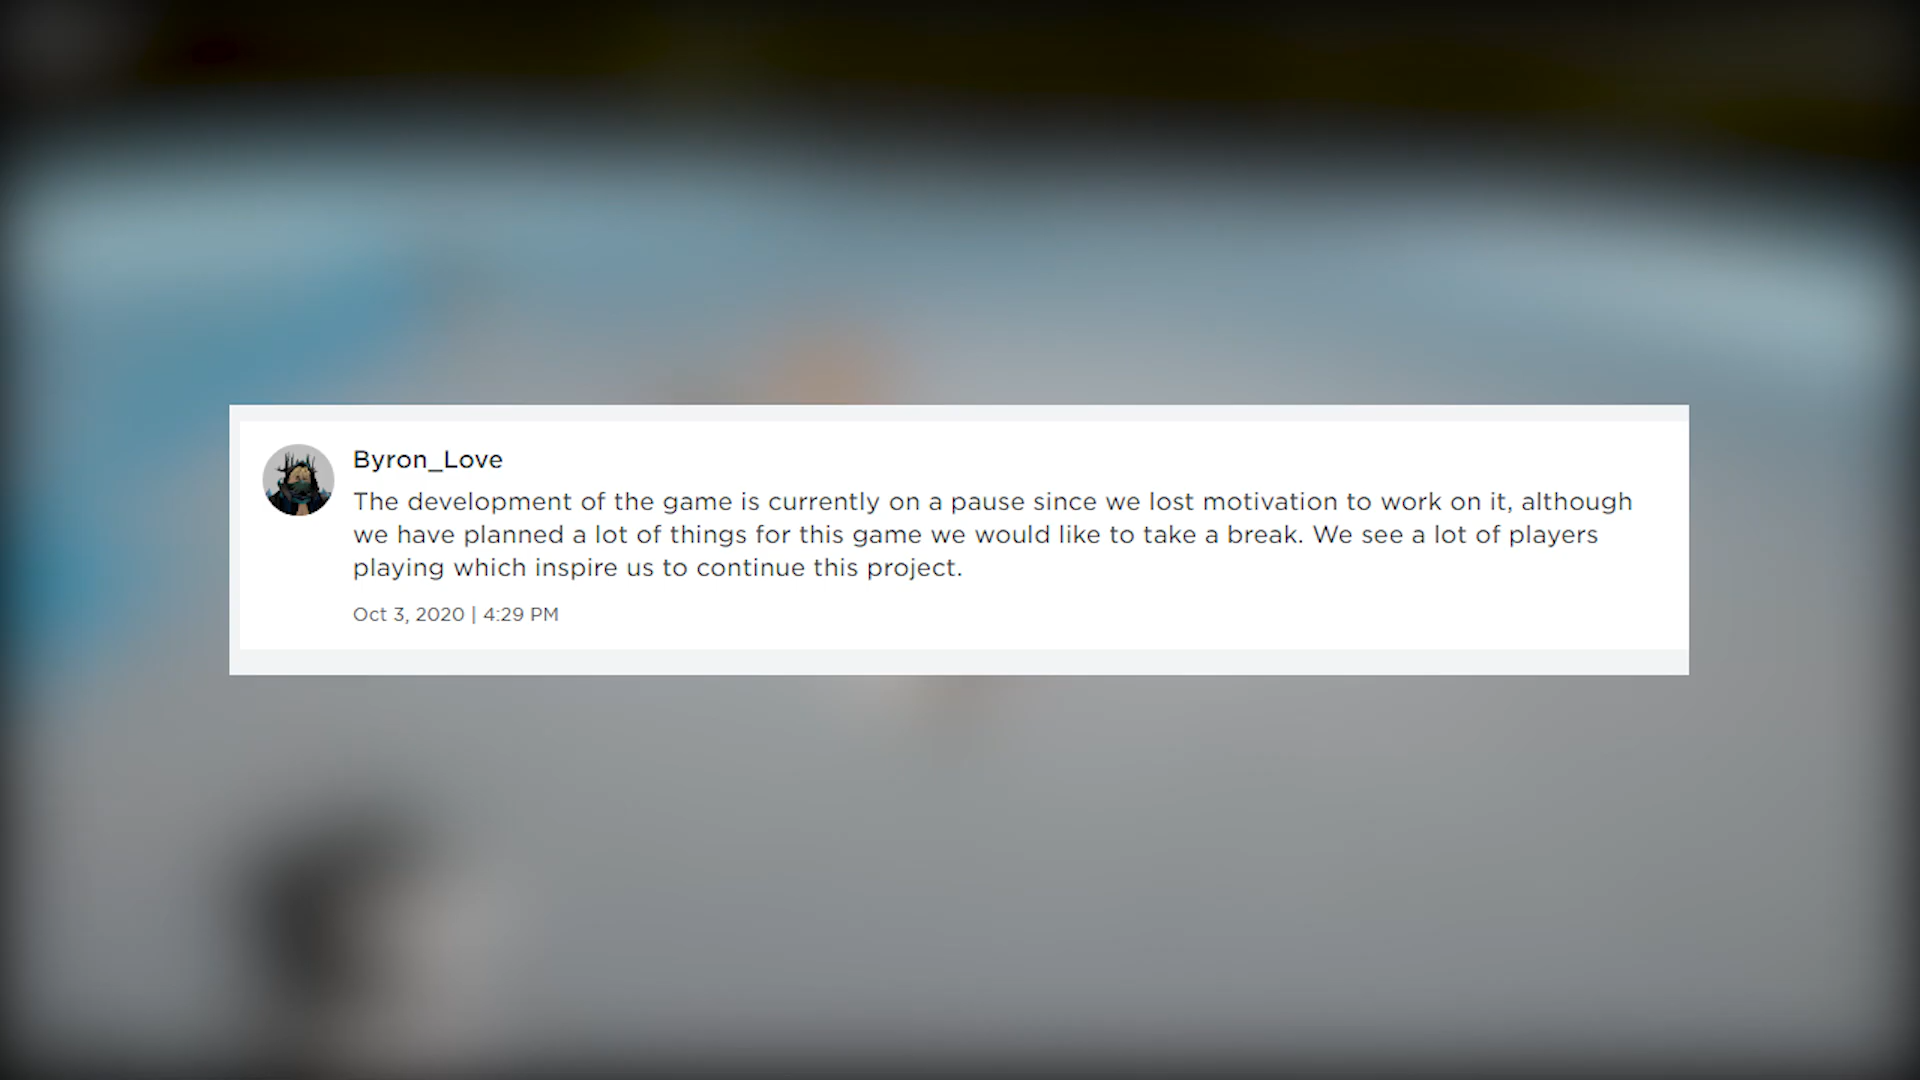 Byron_Love
The development of the game is currently on a pause since we lost motivation to work on it, although
we have planned a lot of things for this game we would like to take a break. We see a lot of players
playing which inspire us to continue this project.
Oct 3, 2020 | 4:29 PM